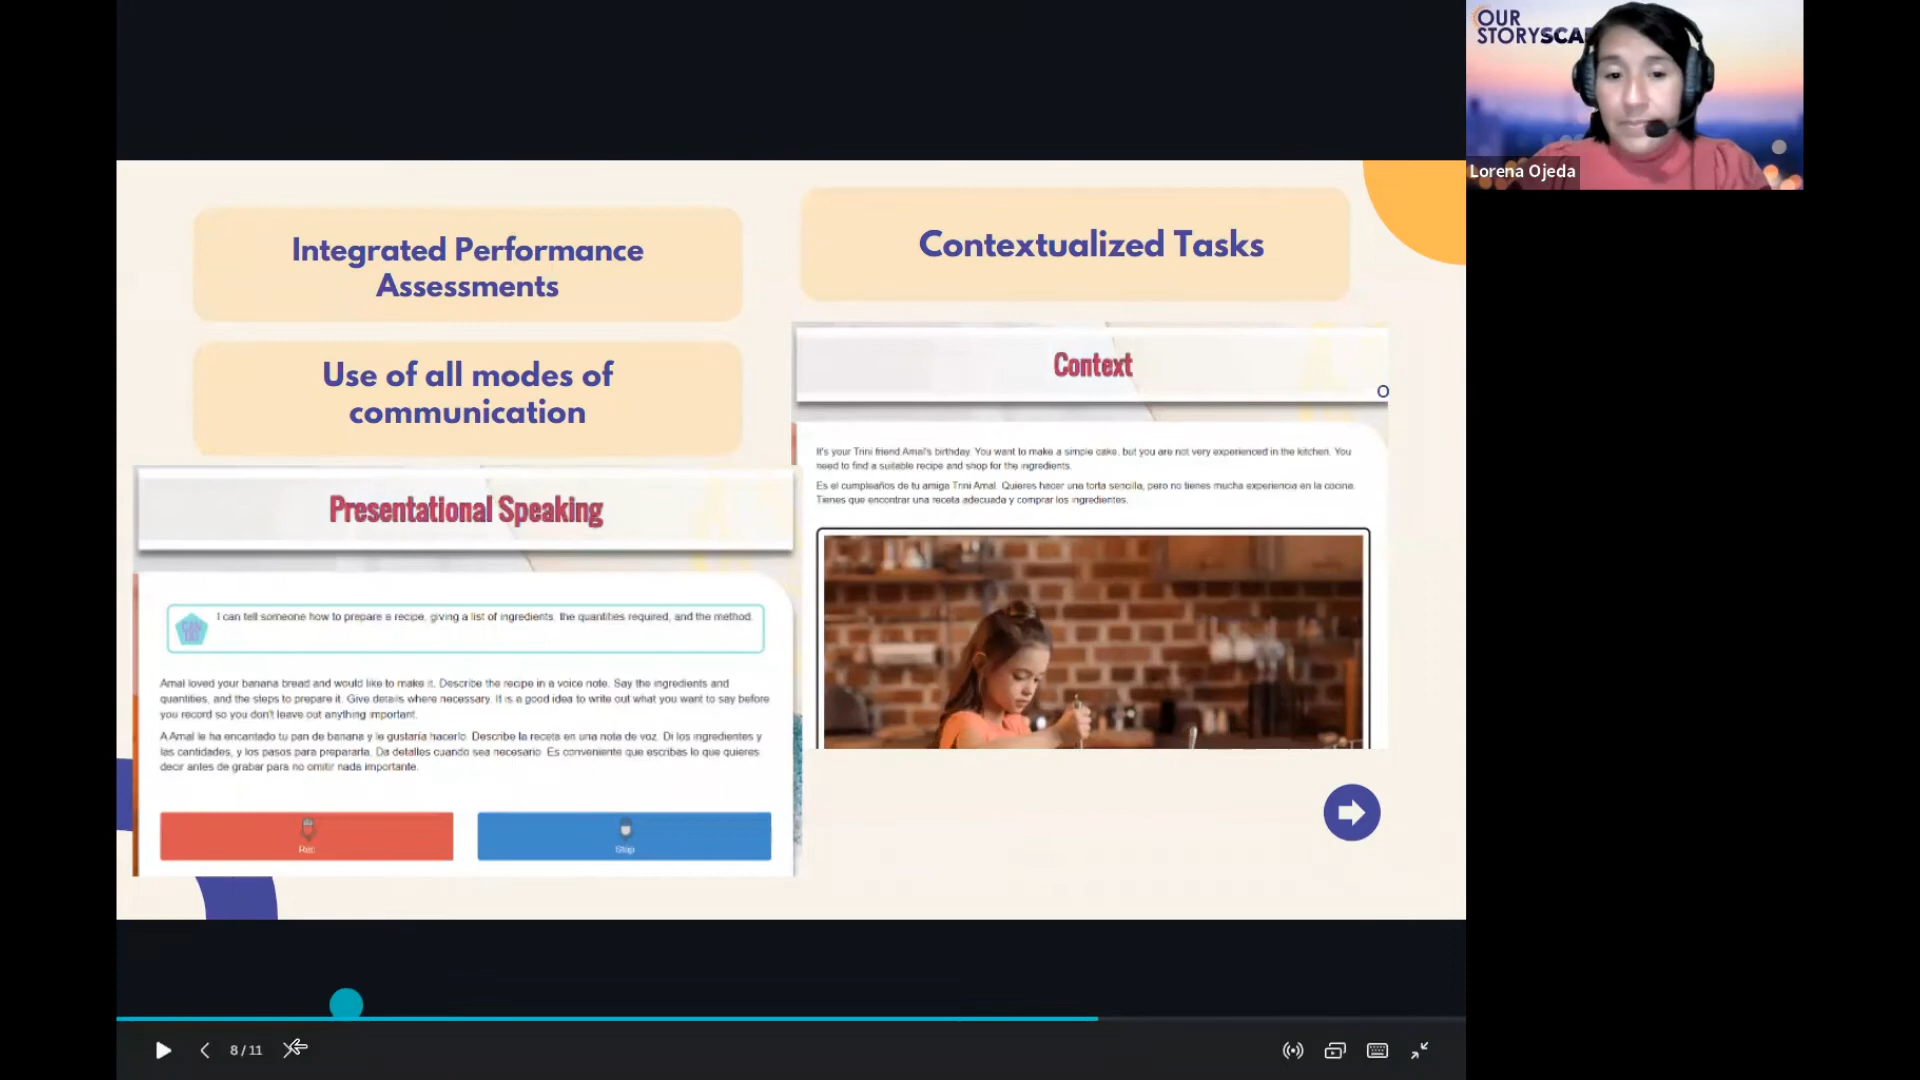 OUR
STORYSCA
Lorena Ojeda
Integrated Performance
Assessments
Contextualized Tasks
Use of all modes of
communication
Context
O
It's your Trini friend Amal's birthday. You want to make a simple cake, but you are not very experienced in the kitchen. You
need to find a suitable recipe and shop for the ingredients.
Es el cumpleaños de tu amiga Trini Amal. Quieres hacer una torta sencilla, pero no tienes mucha experiencia en la cocina.
Tienes que encontrar una receta adecuada y comprar los ingredientes.
Presentational Speaking
CAN
DO
I can tell someone how to prepare a recipe, giving a list of ingredients, the quantities required, and the method.
Amal loved your banana bread and would like to make it. Describe the recipe in a voice note. Say the ingredients and
quantities, and the steps to prepare it. Give details where necessary. It is a good idea to write out what you want to say before
you record so you don't leave out anything important.
A Amal le ha encantado tu pan de banana y le gustaría hacerlo. Describe la receta en una nota de voz. Di los ingredientes y
las cantidades, y los pasos para prepararla. Da detalles cuando sea necesario. Es conveniente que escribas lo que quieres
decir antes de grabar para no omitir nada importante.
Rec
Stop
8 / 11